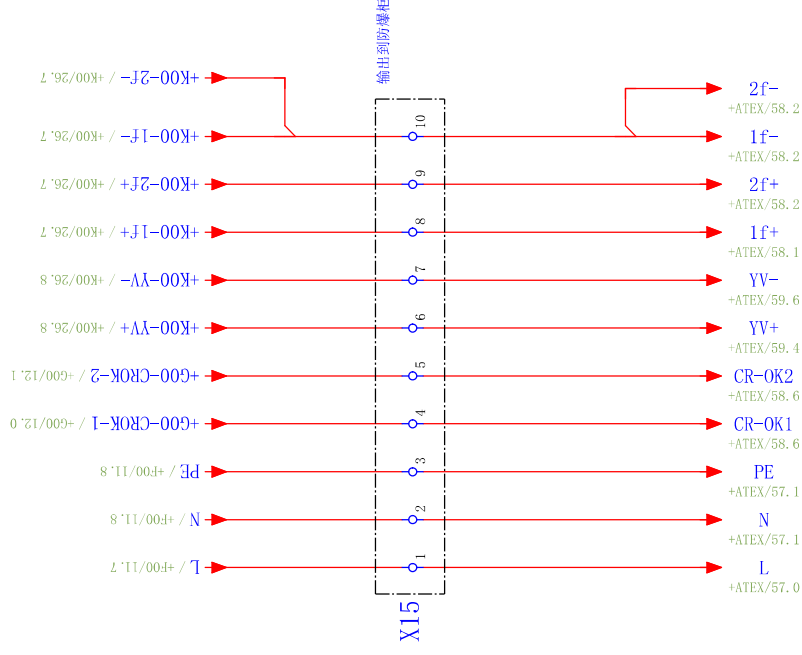 输出到防爆柜
+K00-2f- / +K00/26.7
2f-
+ATEX/58.2
+K00-1f- / +K00/26.7
10
1f-
+ATEX/58.2
+K00-2f+ / +K00/26.7
9
2f+
+ATEX/58.2
+K00-1f+ / +K00/26.7
8
1f+
+ATEX/58.1
+K00-YV- / +K00/26.8
7
YV-
+ATEX/59.6
+K00-YV+ / +K00/26.8
6
YV+
+ATEX/59.4
+G00-CROK-2 / +G00/12.1
5
CR-OK2
+ATEX/58.6
+G00-CROK-1 / +G00/12.0
4
CR-OK1
+ATEX/58.6
PE / +F00/11.8
3
PE
+ATEX/57.1
N / +F00/11.8
2
N
+ATEX/57.1
L / +F00/11.7
1
L
+ATEX/57.0
X15